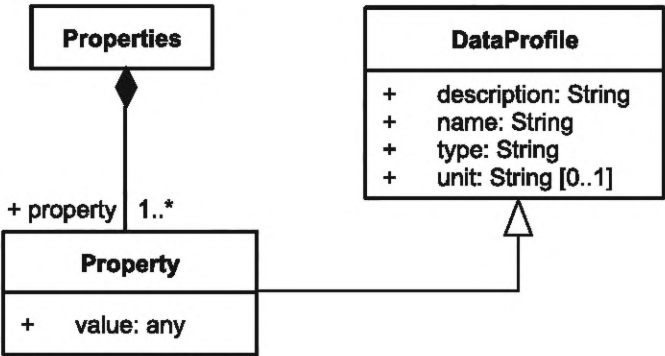 Properties
DataProfile
+ description: String
+ name: String
+ type: String
+ unit: String [0..1]
+ property 1..*
Property
+ value: any